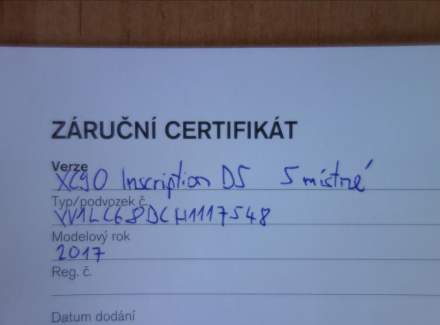 ZÁRUČNÍ CERTIFIKÁT
Verze
XC90 Inscription D5 5 místné
Typ/podvozek č.
YV1LC68DCH1117548
Modelový rok
2017
Reg. č.
Datum dodání